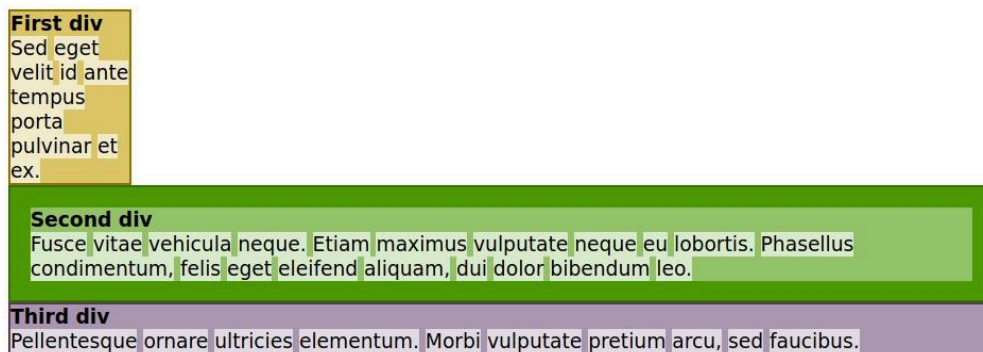 First div
Sed eget
velit id ante
tempus
porta
pulvinar et
ex.
Second div
Fusce vitae vehicula neque. Etiam maximus vulputate neque eu lobortis. Phasellus
condimentum, felis eget eleifend aliquam, dui dolor bibendum leo.
Third div
Pellentesque ornare ultricies elementum. Morbi vulputate pretium arcu, sed faucibus.